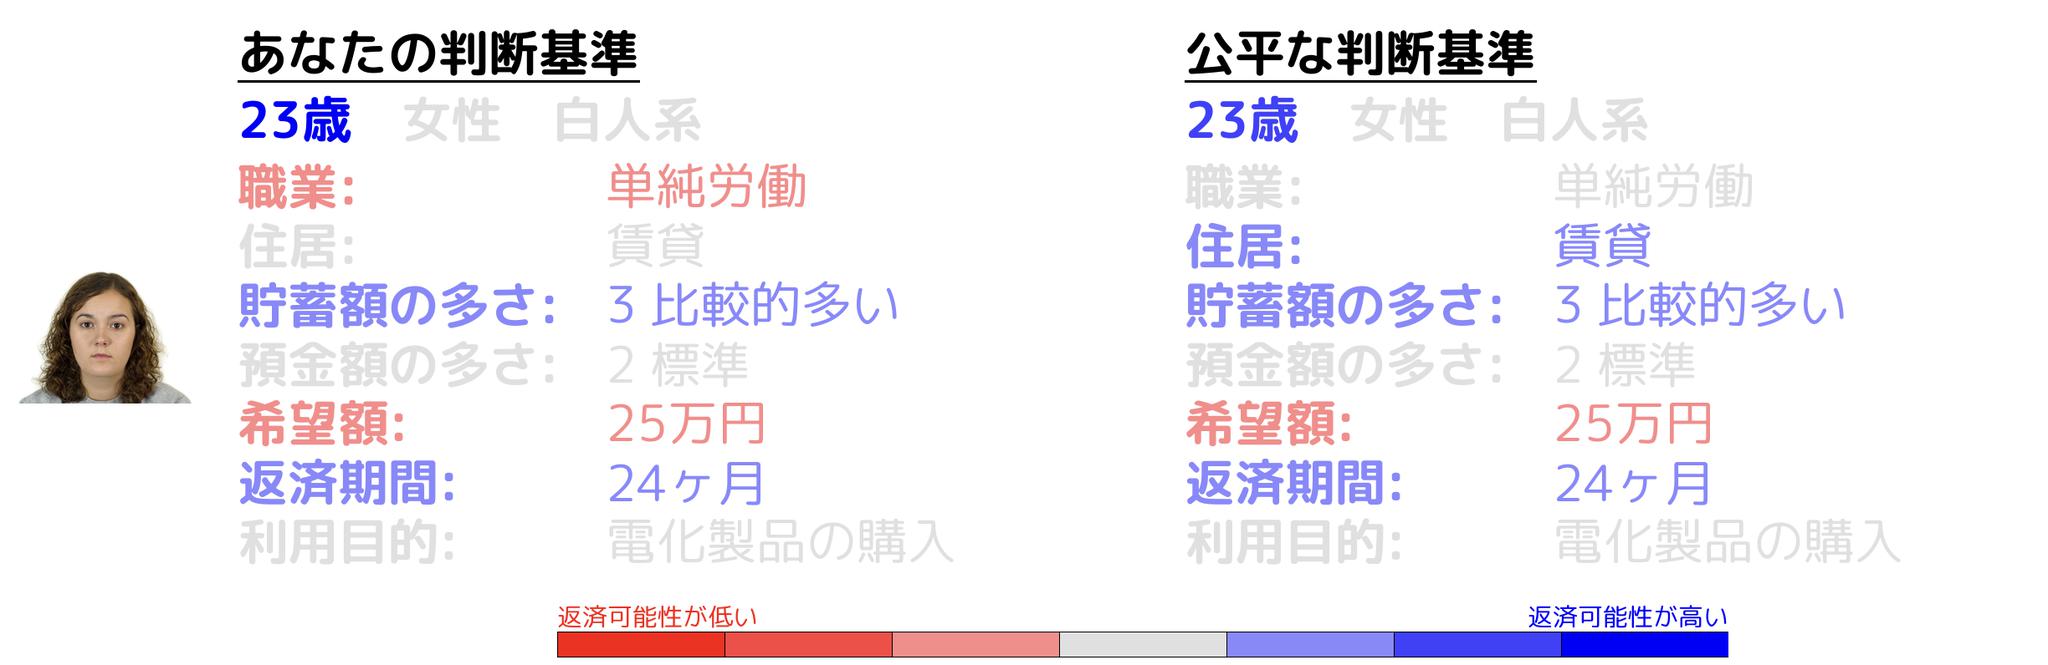 あなたの判断基準
23歳 女性 白人系
職業: 単純労働
住居: 賃貸
貯蓄額の多さ: 3 比較的多い
預金額の多さ: 2 標準
希望額: 25万円
返済期間: 24ヶ月
利用目的: 電化製品の購入
公平な判断基準
23歳 女性 白人系
職業: 単純労働
住居: 賃貸
貯蓄額の多さ: 3 比較的多い
預金額の多さ: 2 標準
希望額: 25万円
返済期間: 24ヶ月
利用目的: 電化製品の購入
返済可能性が低い
返済可能性が高い